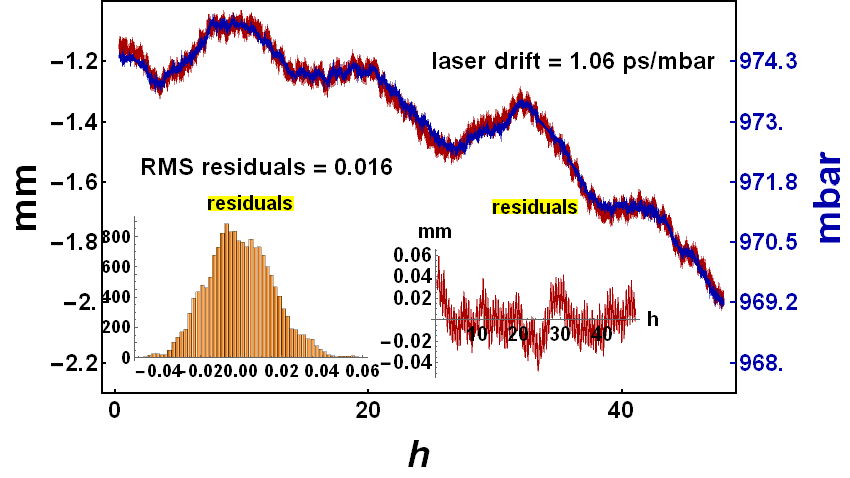 −1.2
−1.4
−1.6
−1.8
−2.
−2.2
mm
974.3
973.
971.8
970.5
969.2
968.
mbar
laser drift = 1.06 ps/mbar
RMS residuals = 0.016
residuals
800
600
400
200
0
−0.04 −0.02 0.00 0.02 0.04 0.06
residuals
mm
0.06
0.04
0.02
−0.02
−0.04
10 20 30 40 h
0 20 40
h